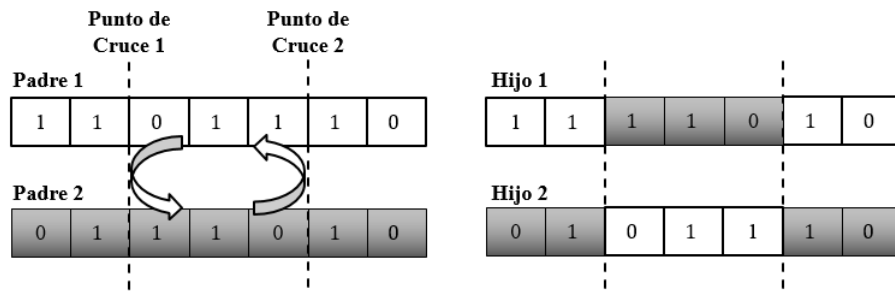 Punto de
Cruce 1
Punto de
Cruce 2
Padre 1
1 1 0 1 1 1 0
Padre 2
0 1 1 1 0 1 0
Hijo 1
1 1 1 1 0 1 0
Hijo 2
0 1 0 1 1 1 0